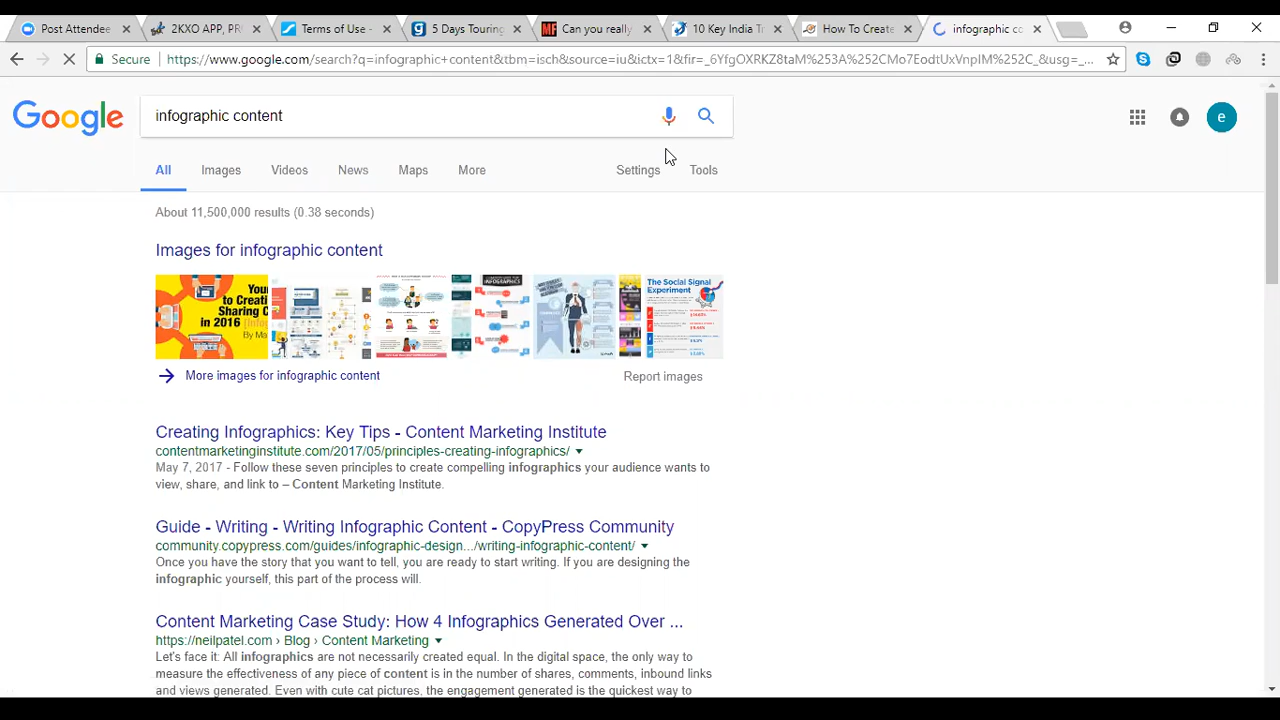 Post Attendee
2KXO APP, PR
Terms of Use -
5 Days Touring
Can you really
10 Key India Tr
How To Create
infographic co
Secure
https://www.google.com/search?q=infographic+content&tbm=isch&source=iu&ictx=1&fir=_6YfgOXRKZ8taM%253A%252CMo7EodtUxVnpIM%252C_&usg=_...
Google
infographic content
e
All
Images
Videos
News
Maps
More
Settings
Tools
About 11,500,000 results (0.38 seconds)
Images for infographic content
You
to Creati
Sharing C
in 2016
By Ma
INFOGRAPHICS
The Social Signal
Experiment
More images for infographic content
Report images
Creating Infographics: Key Tips - Content Marketing Institute
contentmarketinginstitute.com/2017/05/principles-creating-infographics/
May 7, 2017 - Follow these seven principles to create compelling infographics your audience wants to
view, share, and link to – Content Marketing Institute.
Guide - Writing - Writing Infographic Content - CopyPress Community
community.copypress.com/guides/infographic-design.../writing-infographic-content/
Once you have the story that you want to tell, you are ready to start writing. If you are designing the
infographic yourself, this part of the process will.
Content Marketing Case Study: How 4 Infographics Generated Over ...
https://neilpatel.com › Blog › Content Marketing
Let's face it: All infographics are not necessarily created equal. In the digital space, the only way to
measure the effectiveness of any piece of content is in the number of shares, comments, inbound links
and views generated. Even with cute cat pictures, the engagement generated is the quickest way to